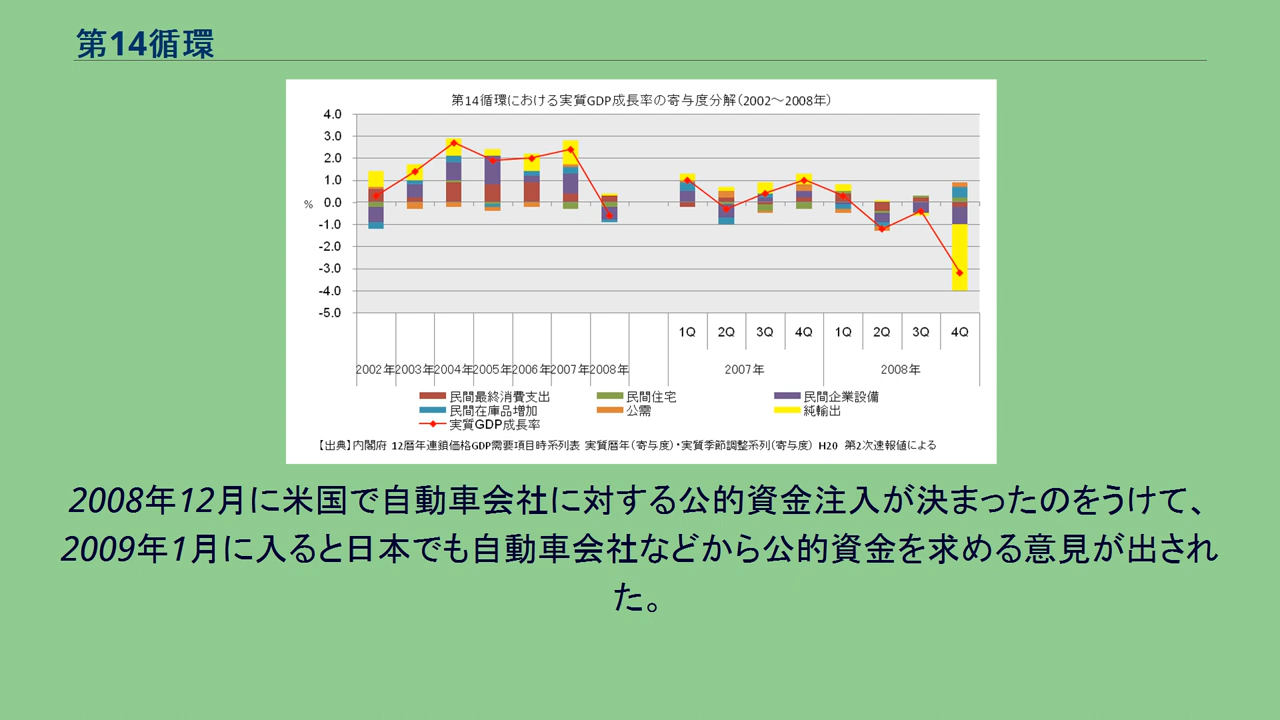 第14循環
第14循環における実質GDP成長率の寄与度分解(2002～2008年)
4.0
3.0
2.0
1.0
0.0
-1.0
-2.0
-3.0
-4.0
-5.0
%
1Q 2Q 3Q 4Q 1Q 2Q 3Q 4Q
2002年 2003年 2004年 2005年 2006年 2007年 2008年 2007年 2008年
民間最終消費支出 民間住宅 民間企業設備
民間在庫品増加 公需 純輸出
実質GDP成長率
【出典】内閣府 12暦年連鎖価格GDP需要項目時系列表 実質暦年(寄与度)・実質季節調整系列(寄与度) H20 第2次速報値による
2008年12月に米国で自動車会社に対する公的資金注入が決まったのをうけて、
2009年1月に入ると日本でも自動車会社などから公的資金を求める意見が出され
た。